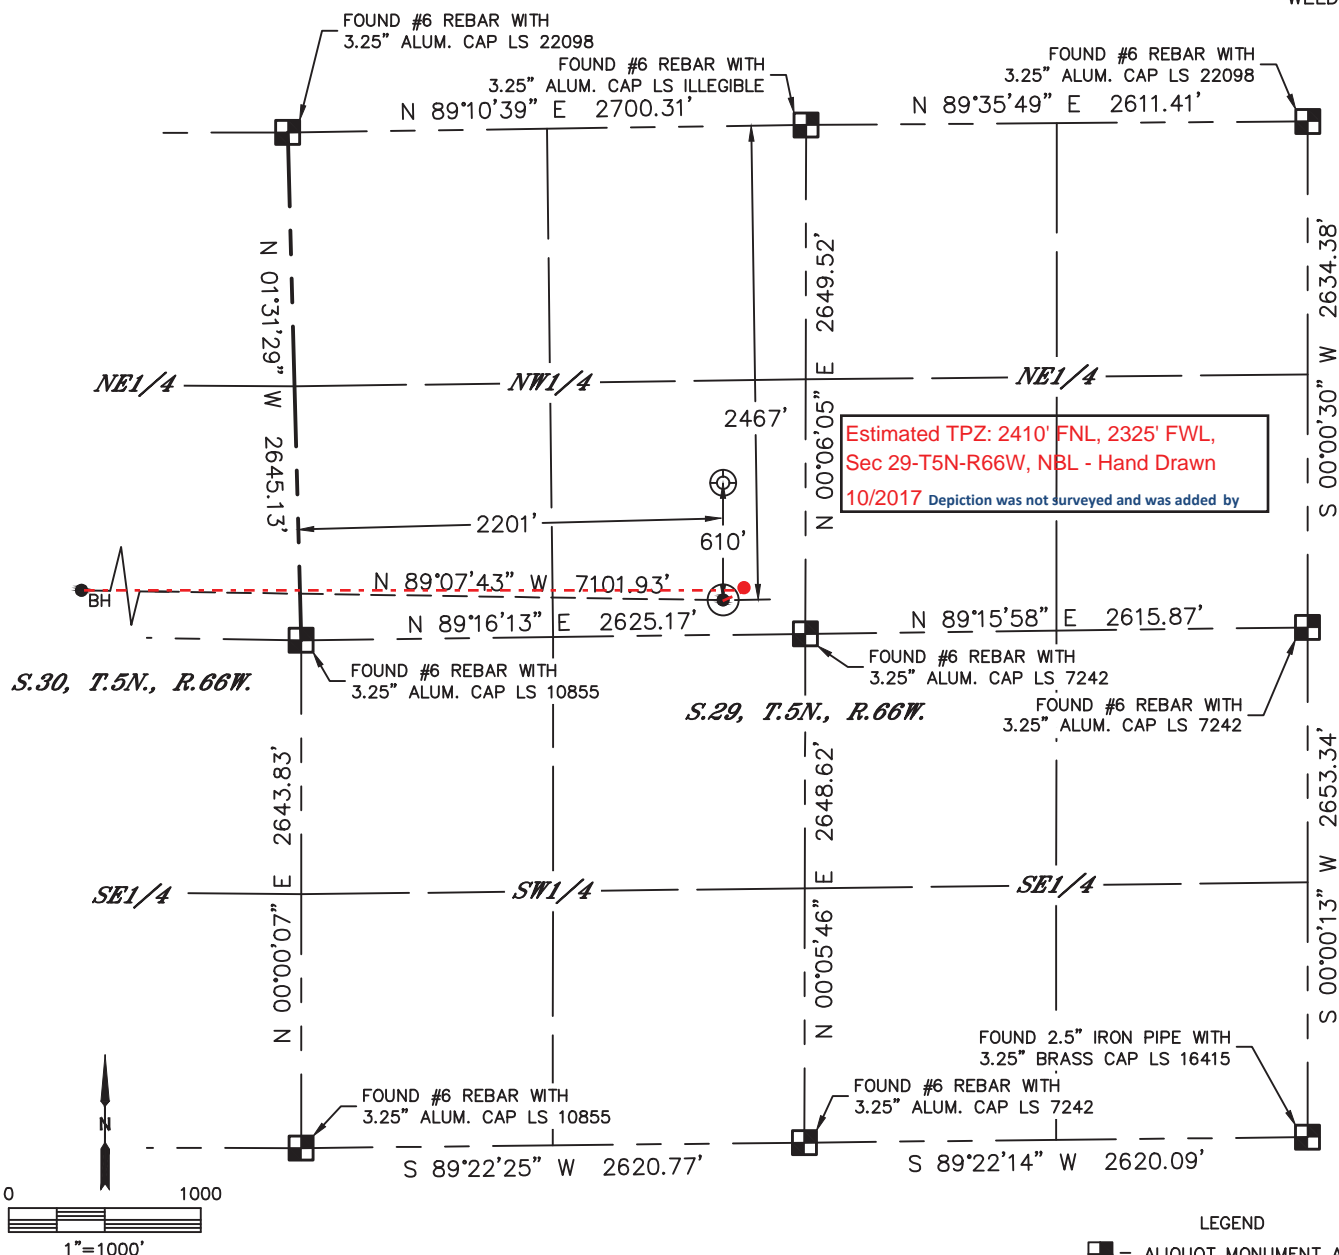 WELD
FOUND #6 REBAR WITH
3.25" ALUM. CAP LS 22098
FOUND #6 REBAR WITH
3.25" ALUM. CAP LS ILLEGIBLE
FOUND #6 REBAR WITH
3.25" ALUM. CAP LS 22098
N 89°10'39" E 2700.31'
N 89°35'49" E 2611.41'
N 01°31'29" W 2645.13'
N 00°06'05" E 2649.52'
S 00°00'30" W 2634.38'
NE1/4
NW1/4
NE1/4
2467'
Estimated TPZ: 2410' FNL, 2325' FWL,
Sec 29-T5N-R66W, NBL - Hand Drawn
10/2017 Depiction was not surveyed and was added by
2201'
610'
BH
N 89°07'43" W 7101.93'
N 89°16'13" E 2625.17'
N 89°15'58" E 2615.87'
FOUND #6 REBAR WITH
3.25" ALUM. CAP LS 10855
FOUND #6 REBAR WITH
3.25" ALUM. CAP LS 7242
S.30, T.5N., R.66W.
S.29, T.5N., R.66W.
FOUND #6 REBAR WITH
3.25" ALUM. CAP LS 7242
N 00°00'07" E 2643.83'
N 00°05'46" E 2648.62'
S 00°00'13" W 2653.34'
SE1/4
SW1/4
SE1/4
FOUND 2.5" IRON PIPE WITH
3.25" BRASS CAP LS 16415
FOUND #6 REBAR WITH
3.25" ALUM. CAP LS 10855
FOUND #6 REBAR WITH
3.25" ALUM. CAP LS 7242
N
S 89°22'25" W 2620.77'
S 89°22'14" W 2620.09'
0 1000
1"=1000'
LEGEND
= ALIQUOT MONUMENT A